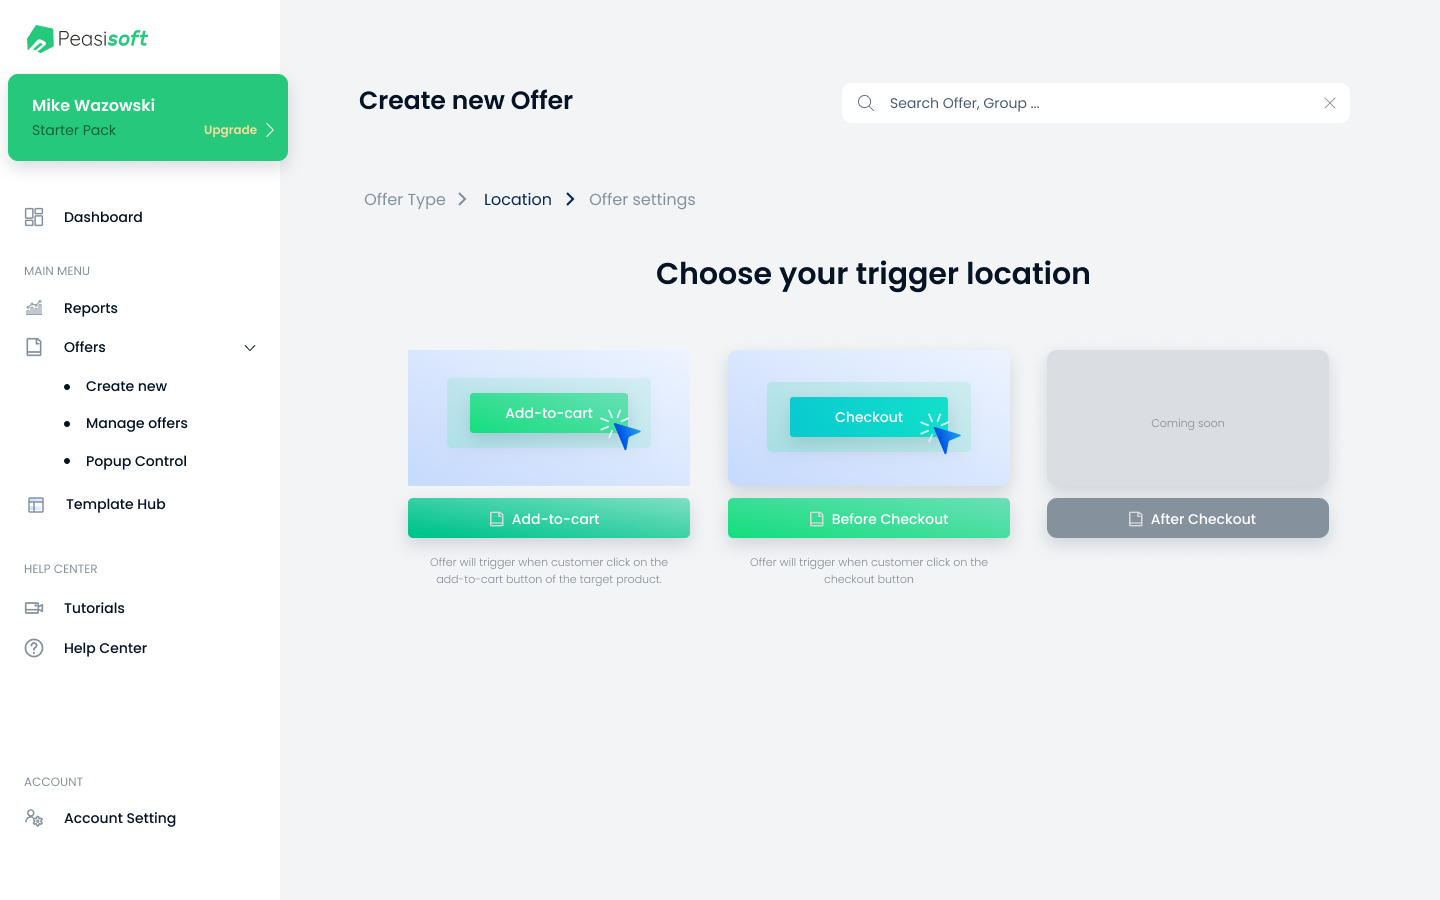 Peasisoft
Mike Wazowski
Starter Pack
Upgrade
Dashboard
MAIN MENU
Reports
Offers
Create new
Manage offers
Popup Control
Template Hub
HELP CENTER
Tutorials
Help Center
ACCOUNT
Account Setting
Create new Offer
Search Offer, Group ...
Offer Type
Location
Offer settings
Choose your trigger location
Add-to-cart
Add-to-cart
Offer will trigger when customer click on the
add-to-cart button of the target product.
Checkout
Before Checkout
Offer will trigger when customer click on the
checkout button
Coming soon
After Checkout